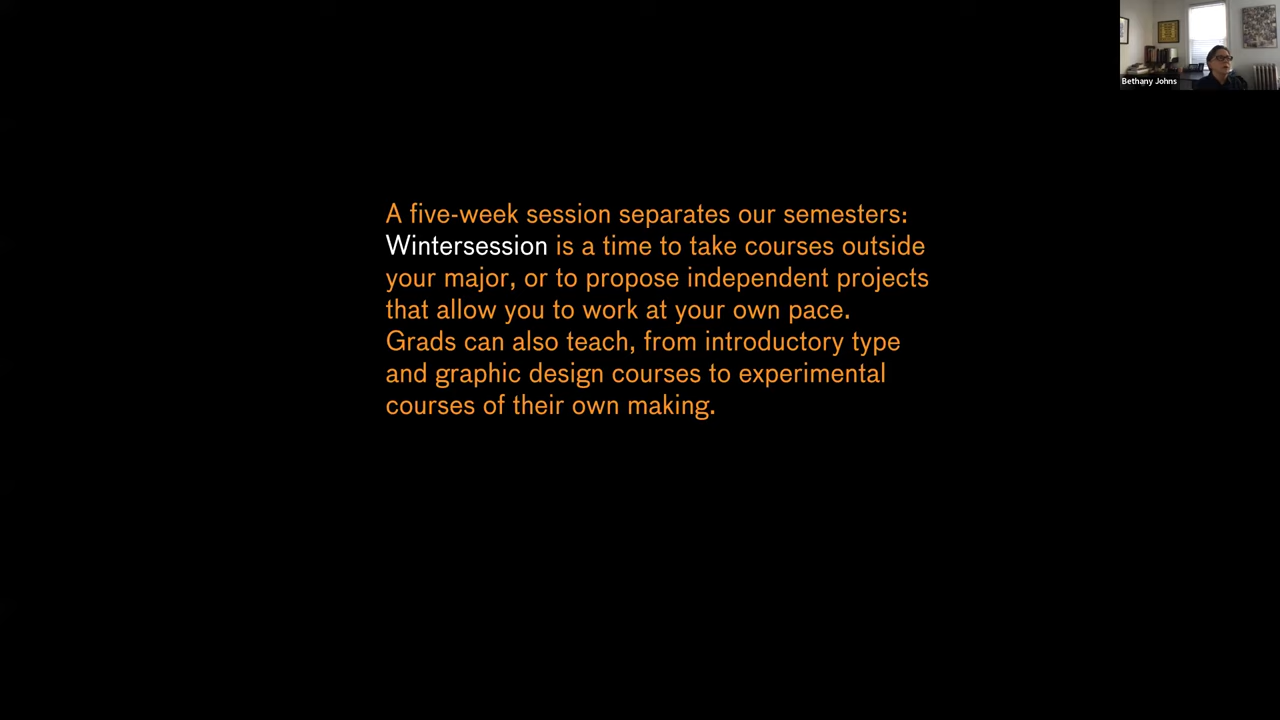 Bethany Johns
A five-week session separates our semesters:
Wintersession is a time to take courses outside
your major, or to propose independent projects
that allow you to work at your own pace.
Grads can also teach, from introductory type
and graphic design courses to experimental
courses of their own making.